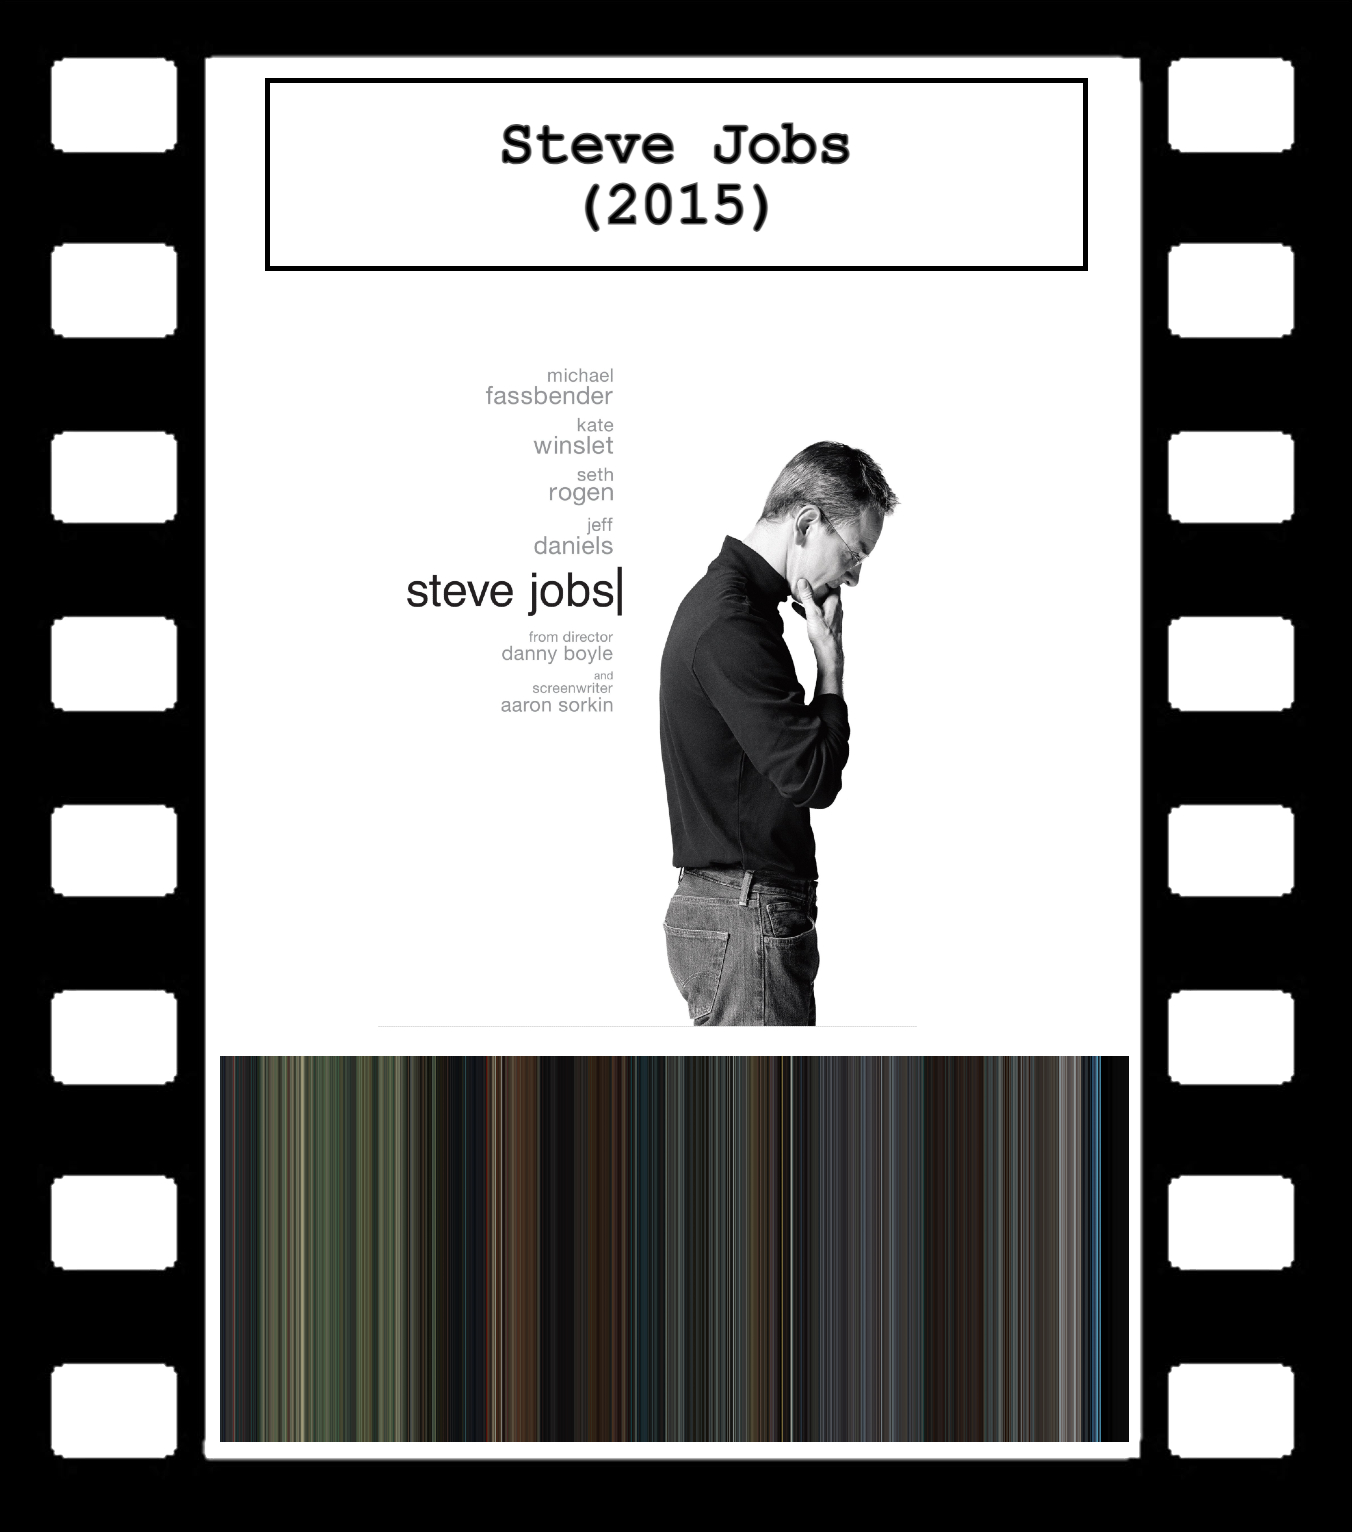 Steve Jobs
(2015)
michael
fassbender
kate
winslet
seth
rogen
jeff
daniels
steve jobs|
from director
danny boyle
and
screenwriter
aaron sorkin